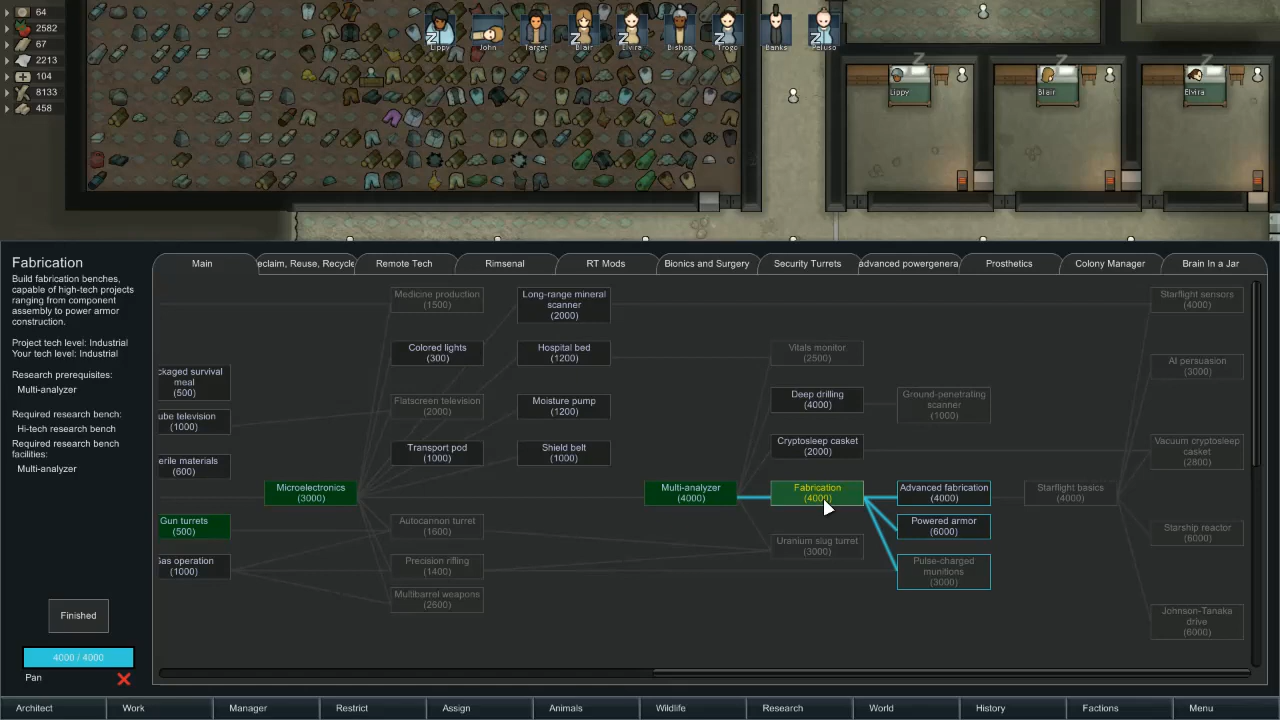 64
2582
67
2213
104
8133
458
Lippy
John
Target
Blair
Elvira
Bishop
Trogo
Banks
Peluso
Z
Z
Z
Z
Z
Z
Z
Z
Lippy
Blair
Elvira
Fabrication
Build fabrication benches,
capable of high-tech projects
ranging from component
assembly to power armor
construction.
Project tech level: Industrial
Your tech level: Industrial
Research prerequisites:
Multi-analyzer
Required research bench:
Hi-tech research bench
Required research bench
facilities:
Multi-analyzer
Finished
4000 / 4000
Pan
Main
eclaim, Reuse, Recycle
Remote Tech
Rimsenal
RT Mods
Bionics and Surgery
Security Turrets
advanced powergenera
Prosthetics
Colony Manager
Brain In a Jar
ckaged survival
meal
(500)
ube television
(1000)
erile materials
(600)
Gun turrets
(500)
Gas operation
(1000)
Microelectronics
(3000)
Medicine production
(1500)
Colored lights
(300)
Flatscreen television
(2000)
Transport pod
(1000)
Autocannon turret
(1600)
Precision rifling
(1400)
Multibarrel weapons
(2600)
Long-range mineral
scanner
(2000)
Hospital bed
(1200)
Moisture pump
(1200)
Shield belt
(1000)
Multi-analyzer
(4000)
Vitals monitor
(2500)
Deep drilling
(4000)
Cryptosleep casket
(2000)
Fabrication
(4000)
Uranium slug turret
(3000)
Ground-penetrating
scanner
(1000)
Advanced fabrication
(4000)
Powered armor
(6000)
Pulse-charged
munitions
(3000)
Starflight basics
(4000)
Starflight sensors
(4000)
AI persuasion
(3000)
Vacuum cryptosleep
casket
(2800)
Starship reactor
(6000)
Johnson-Tanaka
drive
(6000)
Architect
Work
Manager
Restrict
Assign
Animals
Wildlife
Research
World
History
Factions
Menu